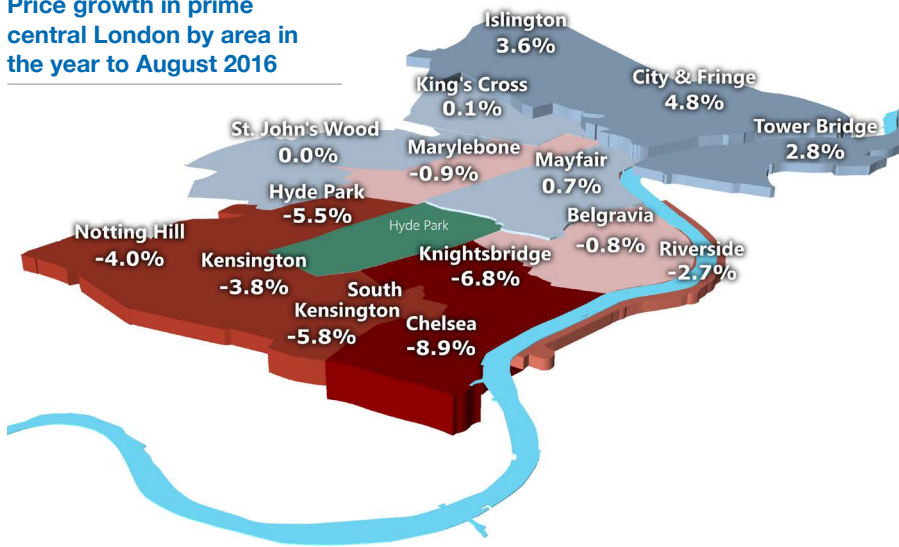 Price growth in prime
central London by area in
the year to August 2016
Islington
3.6%
King's Cross
0.1%
City & Fringe
4.8%
Tower Bridge
2.8%
St. John's Wood
0.0%
Marylebone
-0.9%
Mayfair
0.7%
Hyde Park
-5.5%
Hyde Park
Belgravia
-0.8%
Notting Hill
-4.0%
Kensington
-3.8%
Knightsbridge
-6.8%
Riverside
-2.7%
South
Kensington
-5.8%
Chelsea
-8.9%